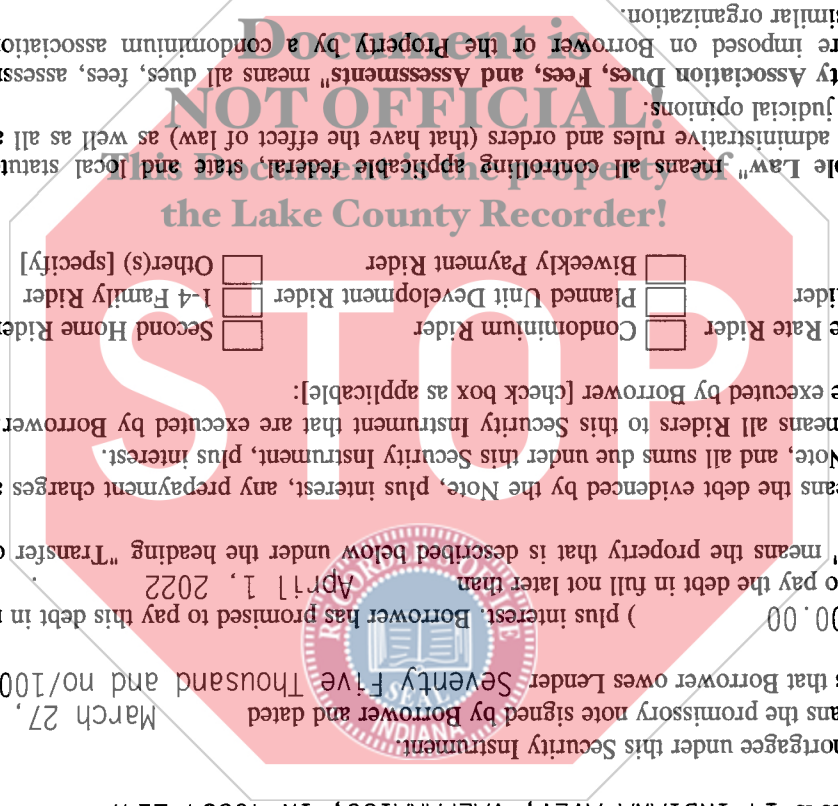 Document is
NOT OFFICIAL!
This Document is the property of
the Lake County Recorder!
STOP
RECORDER'S OFFICE
SEAL
INDIANA
ortgagee under this Security Instrument.
ans the promissory note signed by Borrower and dated March 27,
s that Borrower owes Lender Seventy Five Thousand and no/100
00.00 ) plus interest. Borrower has promised to pay this debt in
o pay the debt in full not later than April 1, 2022 .
" means the property that is described below under the heading "Transfer
eans the debt evidenced by the Note, plus interest, any prepayment charges
Note, and all sums due under this Security Instrument, plus interest.
means all Riders to this Security Instrument that are executed by Borrower.
e executed by Borrower [check box as applicable]:
e Rate Rider Condominium Rider Second Home Rider
ider Planned Unit Development Rider 1-4 Family Rider
Biweekly Payment Rider Other(s) [specify]
ble Law" means all controlling applicable federal, state and local statut
administrative rules and orders (that have the effect of law) as well as all
judicial opinions.
ty Association Dues, Fees, and Assessments" means all dues, fees, assess
re imposed on Borrower or the Property by a condominium associatio
similar organization.